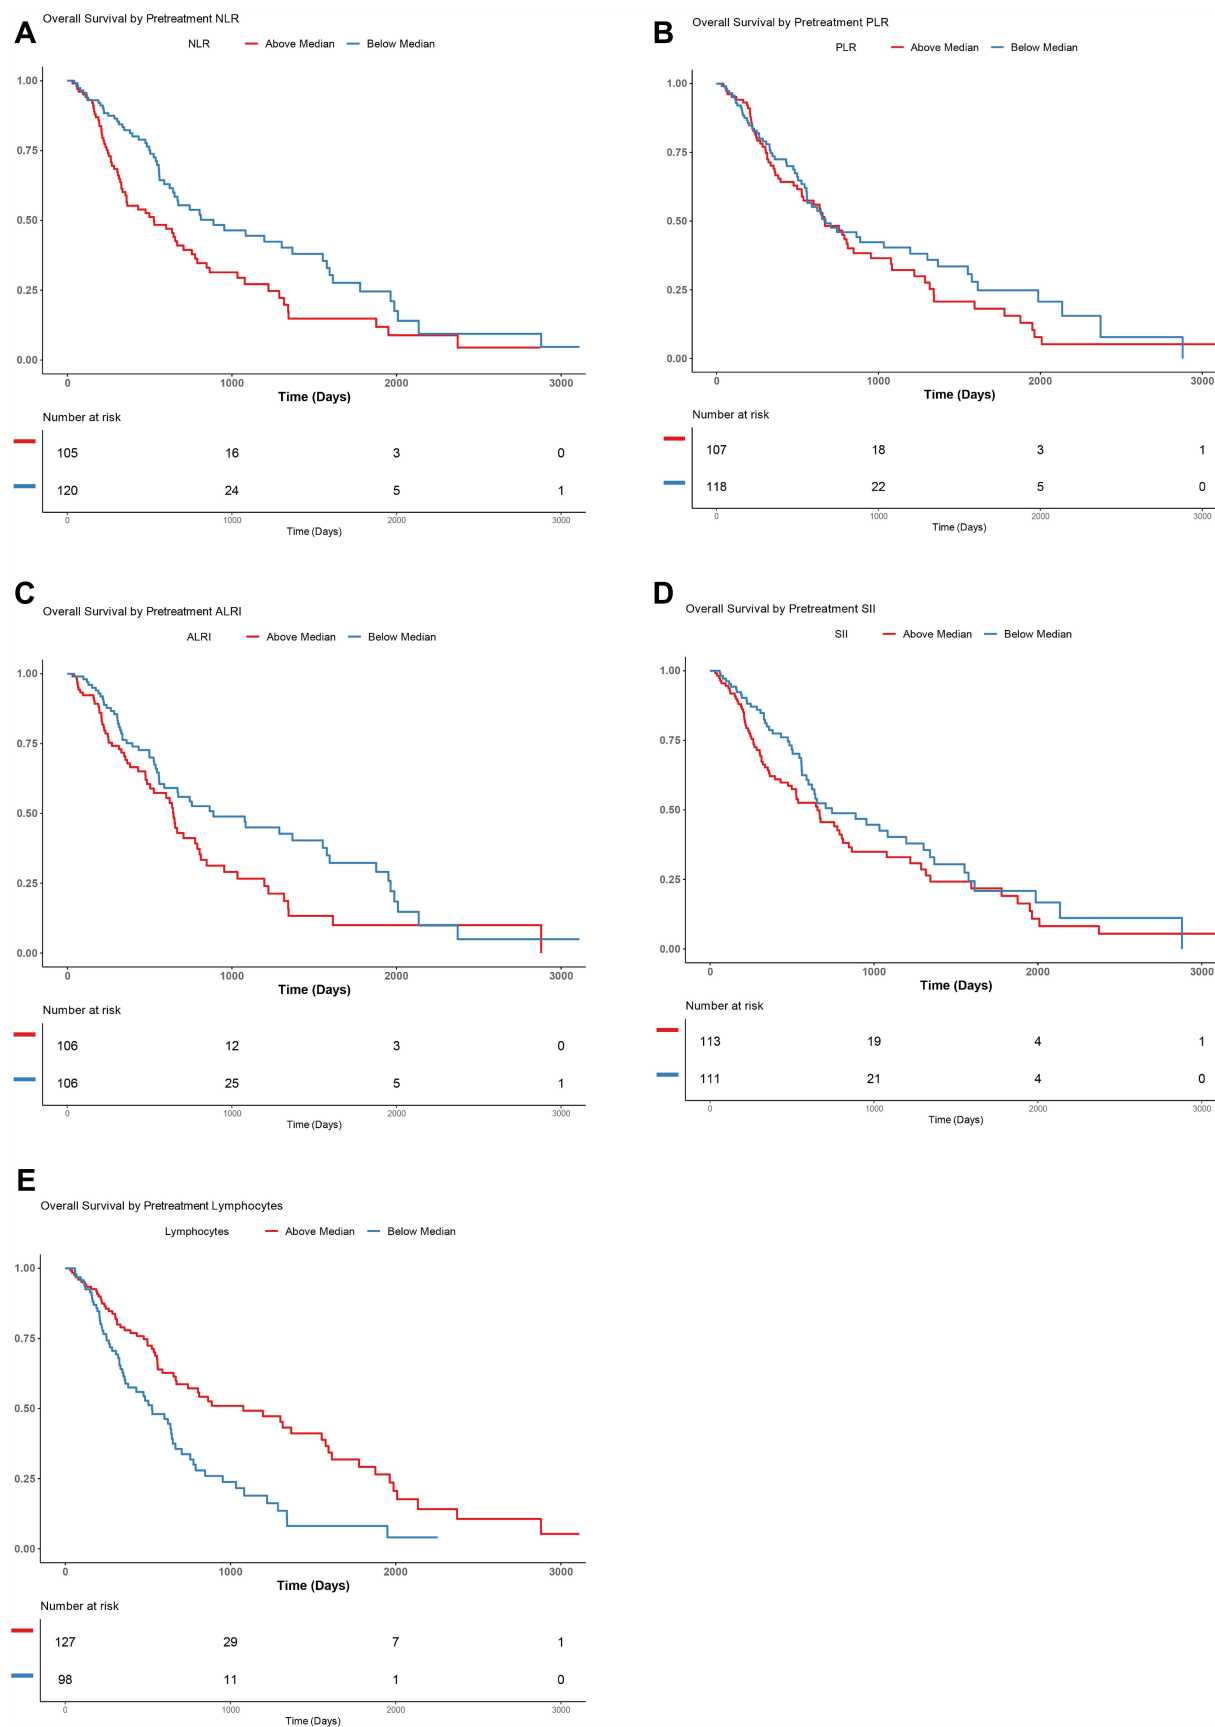 A
Overall Survival by Pretreatment NLR
NLR Above Median Below Median
1.00
0.75
0.50
0.25
0.00
0 1000 2000 3000
Time (Days)
Number at risk
105 16 3 0
120 24 5 1
0 1000 2000 3000
Time (Days)
B
Overall Survival by Pretreatment PLR
PLR Above Median Below Median
1.00
0.75
0.50
0.25
0.00
0 1000 2000 3000
Time (Days)
Number at risk
107 18 3 1
118 22 5 0
0 1000 2000 3000
Time (Days)
C
Overall Survival by Pretreatment ALRI
ALRI Above Median Below Median
1.00
0.75
0.50
0.25
0.00
0 1000 2000 3000
Time (Days)
Number at risk
106 12 3 0
106 25 5 1
0 1000 2000 3000
Time (Days)
D
Overall Survival by Pretreatment SII
SII Above Median Below Median
1.00
0.75
0.50
0.25
0.00
0 1000 2000 3000
Time (Days)
Number at risk
113 19 4 1
111 21 4 0
0 1000 2000 3000
Time (Days)
E
Overall Survival by Pretreatment Lymphocytes
Lymphocytes Above Median Below Median
1.00
0.75
0.50
0.25
0.00
0 1000 2000 3000
Time (Days)
Number at risk
127 29 7 1
98 11 1 0
0 1000 2000 3000
Time (Days)